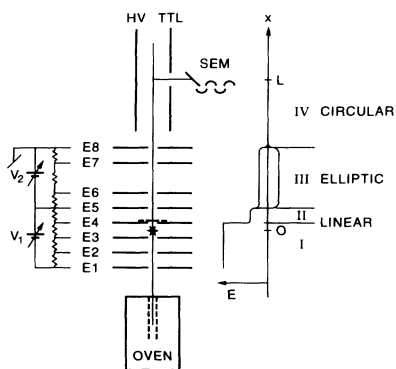 HV TTL
x
SEM
L
IV CIRCULAR
E8
E7
V2
III ELLIPTIC
E6
E5
II
E4
LINEAR
V1
E3
O
I
E2
E1
E
OVEN